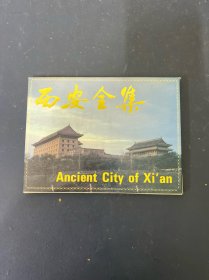 西安全集
Ancient City of Xi'an